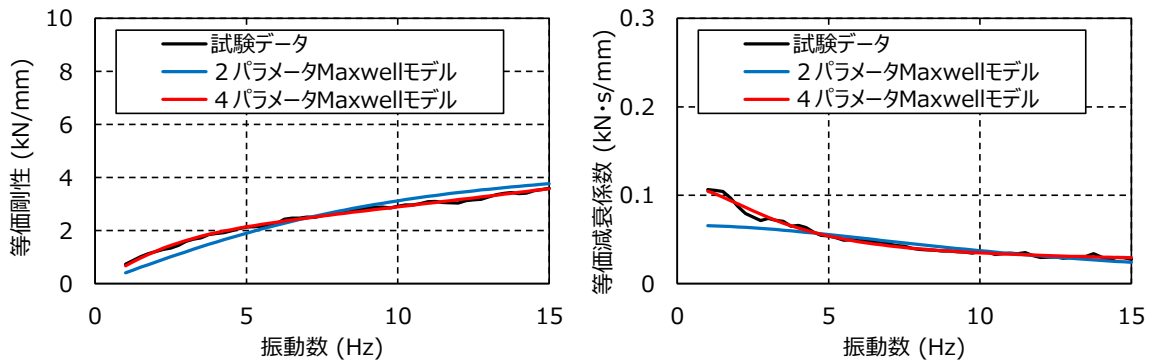 10
8
6
4
2
0
等価剛性 (kN/mm)
試験データ
２パラメータMaxwellモデル
４パラメータMaxwellモデル
0
5
10
15
振動数 (Hz)
0.3
0.2
0.1
0
等価減衰係数 (kN･s/mm)
試験データ
２パラメータMaxwellモデル
４パラメータMaxwellモデル
0
5
10
15
振動数 (Hz)